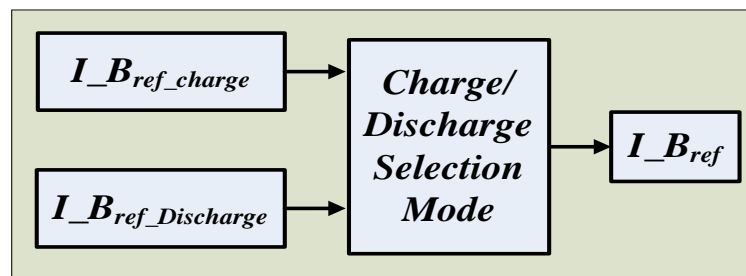 I_Bref_charge
I_Bref_Discharge
Charge/
Discharge
Selection
Mode
I_Bref